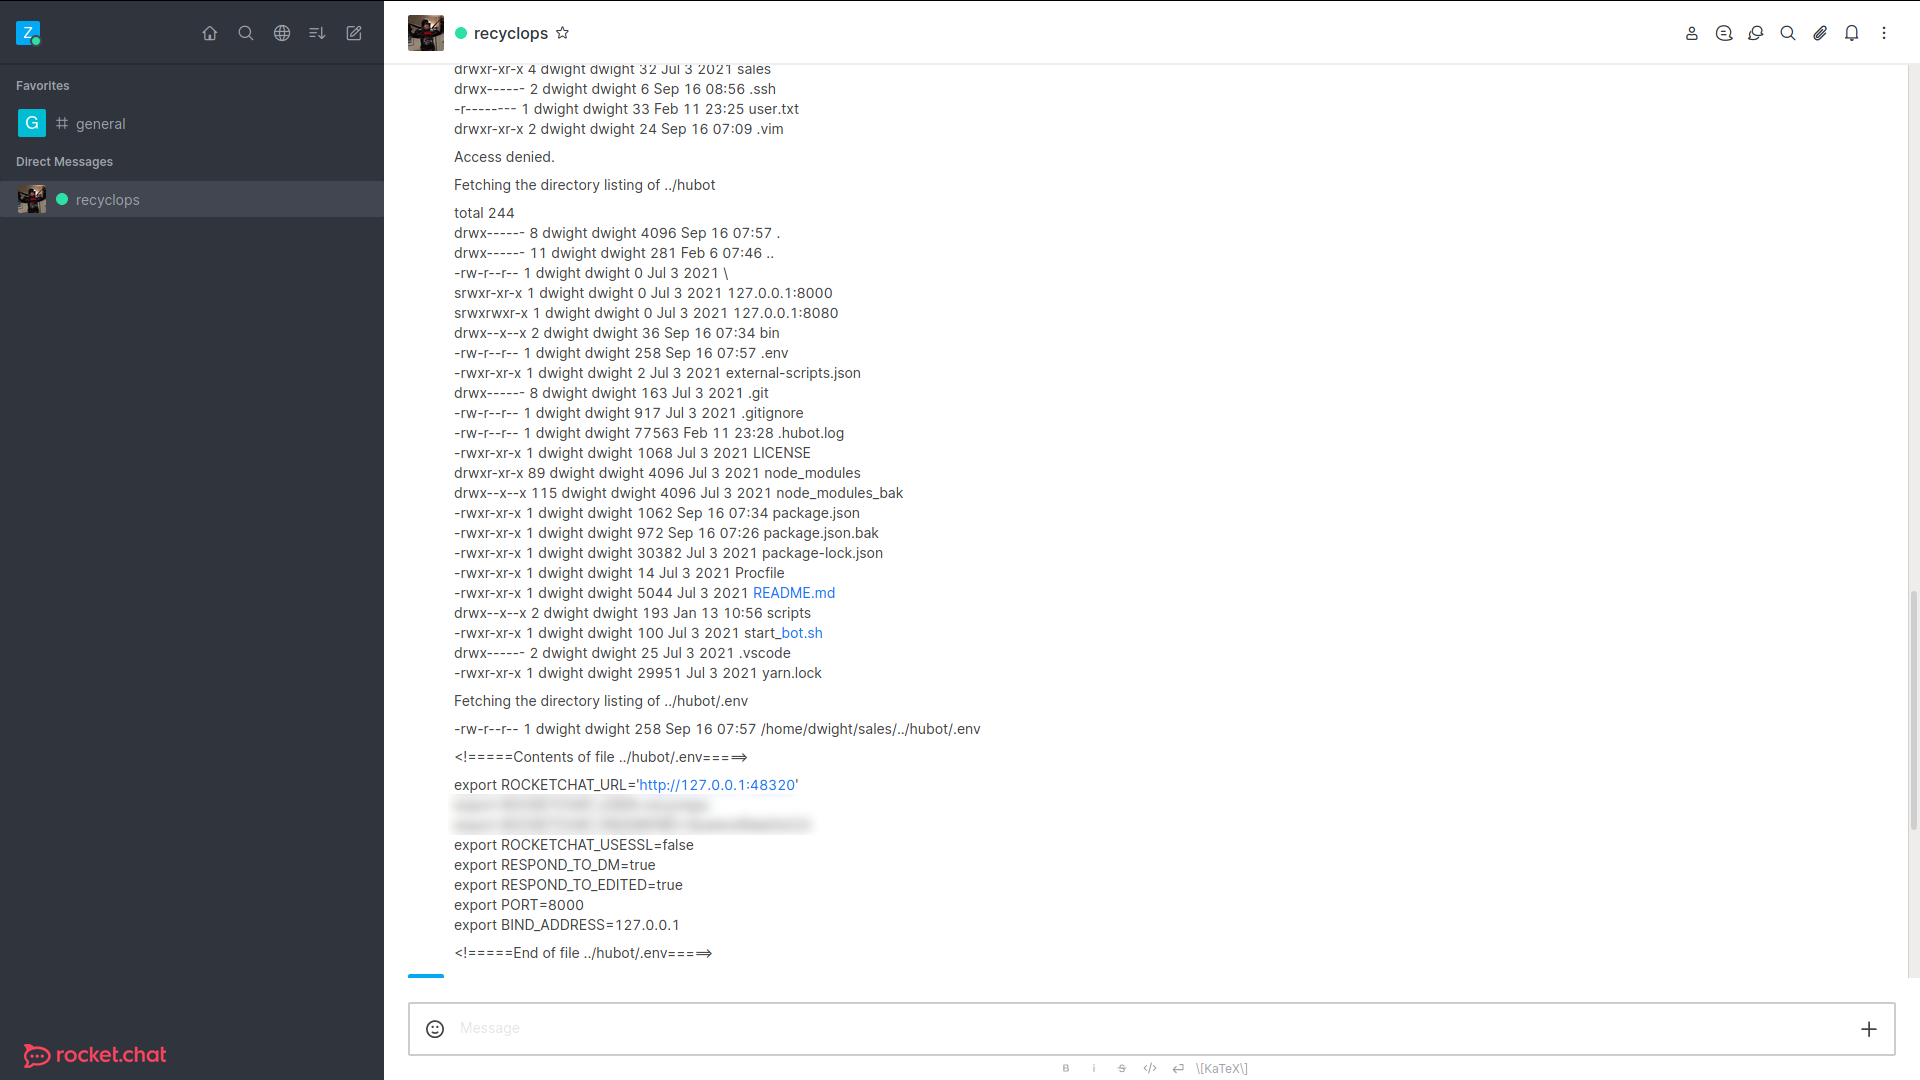 Z
recyclops
Favorites
G general
Direct Messages
recyclops
drwxr-xr-x 4 dwight dwight 32 Jul 3 2021 sales
drwx------ 2 dwight dwight 6 Sep 16 08:56 .ssh
-r-------- 1 dwight dwight 33 Feb 11 23:25 user.txt
drwxr-xr-x 2 dwight dwight 24 Sep 16 07:09 .vim
Access denied.
Fetching the directory listing of ../hubot
total 244
drwx------ 8 dwight dwight 4096 Sep 16 07:57 .
drwx------ 11 dwight dwight 281 Feb 6 07:46 ..
-rw-r--r-- 1 dwight dwight 0 Jul 3 2021 \
srwxr-xr-x 1 dwight dwight 0 Jul 3 2021 127.0.0.1:8000
srwxrwxr-x 1 dwight dwight 0 Jul 3 2021 127.0.0.1:8080
drwx--x--x 2 dwight dwight 36 Sep 16 07:34 bin
-rw-r--r-- 1 dwight dwight 258 Sep 16 07:57 .env
-rwxr-xr-x 1 dwight dwight 2 Jul 3 2021 external-scripts.json
drwx------ 8 dwight dwight 163 Jul 3 2021 .git
-rw-r--r-- 1 dwight dwight 917 Jul 3 2021 .gitignore
-rw-r--r-- 1 dwight dwight 77563 Feb 11 23:28 .hubot.log
-rwxr-xr-x 1 dwight dwight 1068 Jul 3 2021 LICENSE
drwxr-xr-x 89 dwight dwight 4096 Jul 3 2021 node_modules
drwx--x--x 115 dwight dwight 4096 Jul 3 2021 node_modules_bak
-rwxr-xr-x 1 dwight dwight 1062 Sep 16 07:34 package.json
-rwxr-xr-x 1 dwight dwight 972 Sep 16 07:26 package.json.bak
-rwxr-xr-x 1 dwight dwight 30382 Jul 3 2021 package-lock.json
-rwxr-xr-x 1 dwight dwight 14 Jul 3 2021 Procfile
-rwxr-xr-x 1 dwight dwight 5044 Jul 3 2021 README.md
drwx--x--x 2 dwight dwight 193 Jan 13 10:56 scripts
-rwxr-xr-x 1 dwight dwight 100 Jul 3 2021 start_bot.sh
drwx------ 2 dwight dwight 25 Jul 3 2021 .vscode
-rwxr-xr-x 1 dwight dwight 29951 Jul 3 2021 yarn.lock
Fetching the directory listing of ../hubot/.env
-rw-r--r-- 1 dwight dwight 258 Sep 16 07:57 /home/dwight/sales/../hubot/.env
<!=====Contents of file ../hubot/.env=====>
export ROCKETCHAT_URL='http://127.0.0.1:48320'
export ROCKETCHAT_USESSL=false
export RESPOND_TO_DM=true
export RESPOND_TO_EDITED=true
export PORT=8000
export BIND_ADDRESS=127.0.0.1
<!=====End of file ../hubot/.env=====>
Message
B i S </> \[KaTeX\]
rocket.chat